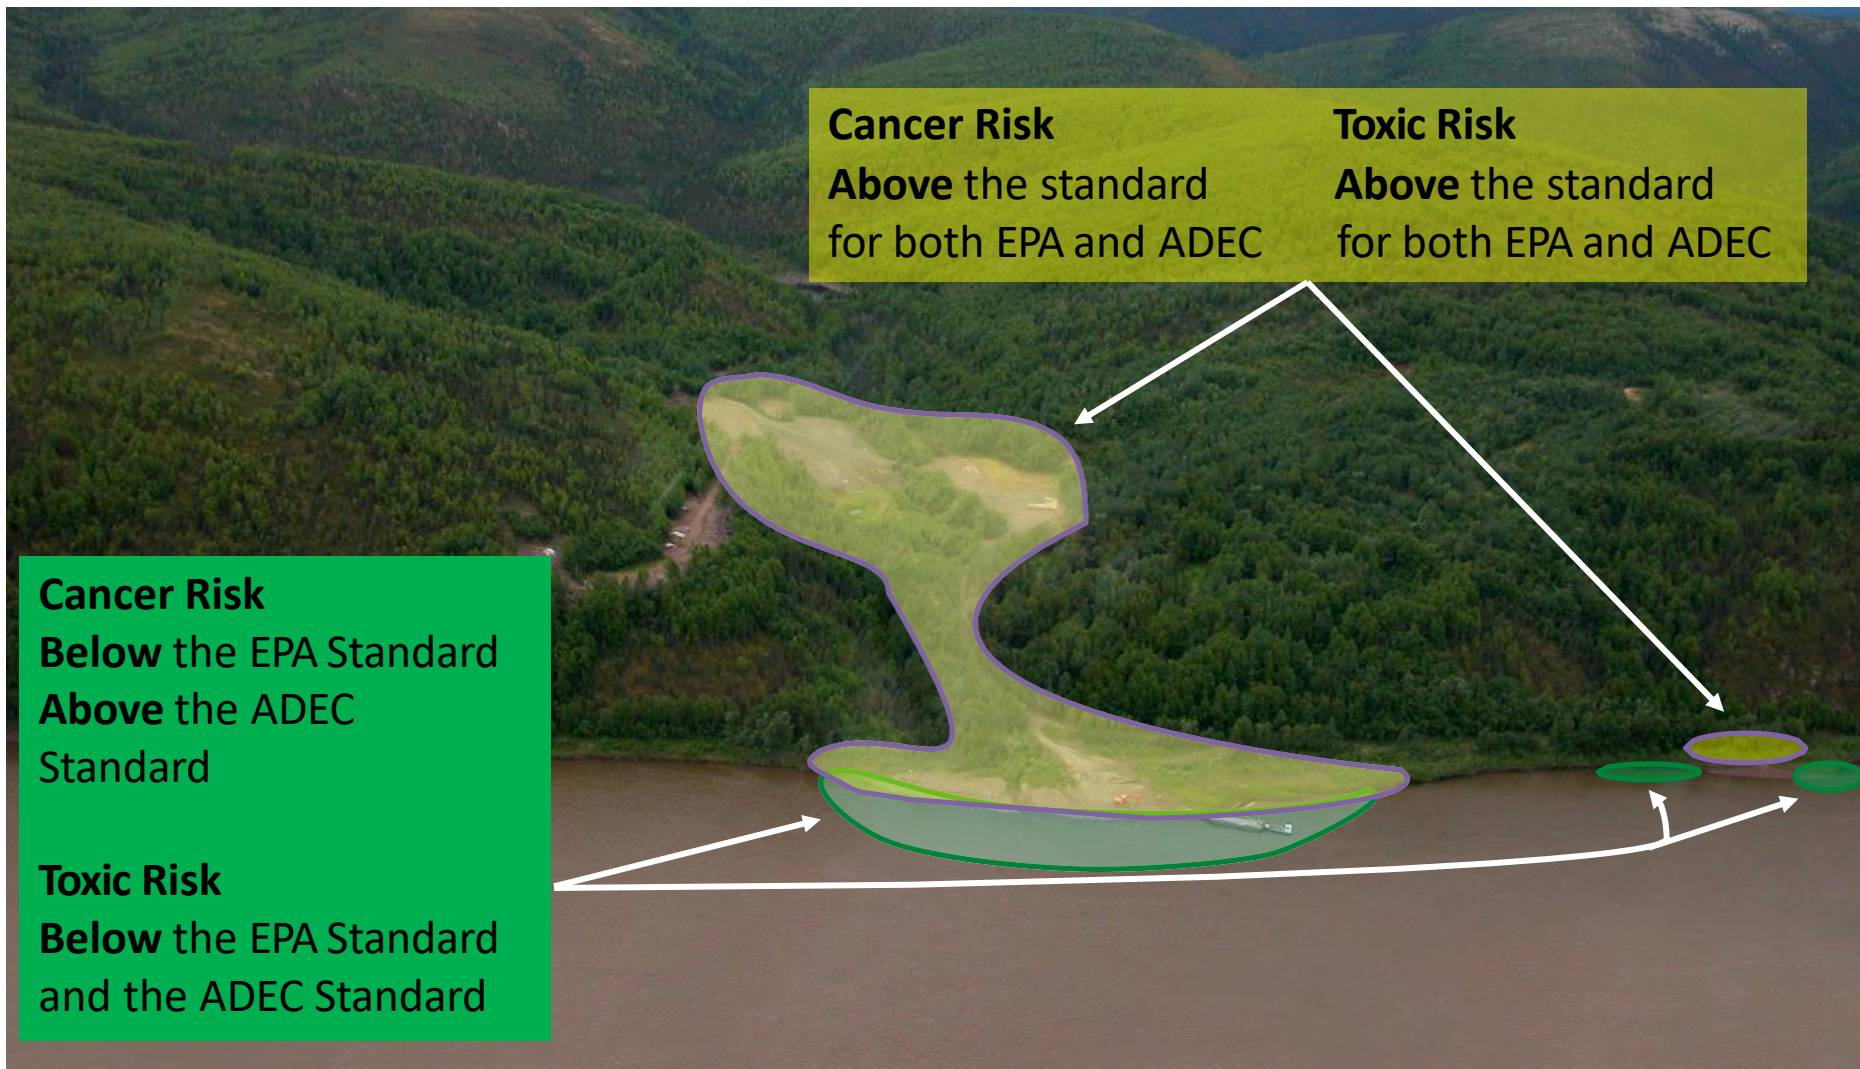 Cancer Risk
Above the standard
for both EPA and ADEC
Toxic Risk
Above the standard
for both EPA and ADEC
Cancer Risk
Below the EPA Standard
Above the ADEC
Standard
Toxic Risk
Below the EPA Standard
and the ADEC Standard